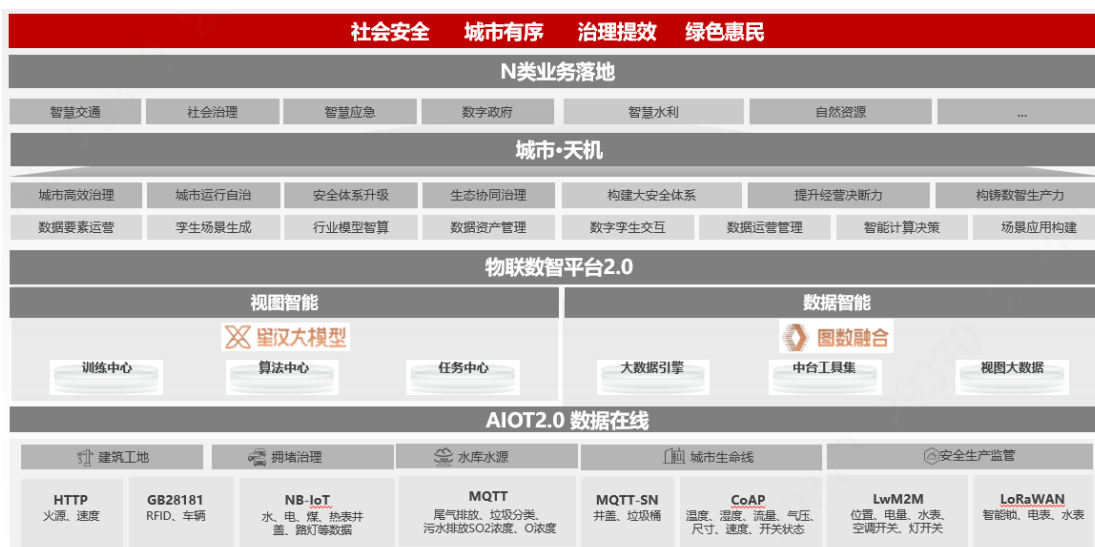 社会安全 城市有序 治理提效 绿色惠民
N类业务落地
智慧交通 社会治理 智慧应急 数字政府 智慧水利 自然资源 ...
城市·天机
城市高效治理 城市运行自治 安全体系升级 生态协同治理 构建大安全体系 提升经营决断力 构铸数智生产力
数据要素运营 孪生场景生成 行业模型智算 数据资产管理 数字孪生交互 数据运营管理 智能计算决策 场景应用构建
物联数智平台2.0
视图智能 数据智能
星汉大模型 图数融合
训练中心 算法中心 任务中心 大数据引擎 中台工具集 视图大数据
AIOT2.0 数据在线
建筑工地 拥堵治理 水库水源 城市生命线 安全生产监管
HTTP
火源、速度
GB28181
RFID、车辆
NB-IoT
水、电、煤、热表井
盖、路灯等数据
MQTT
尾气排放、垃圾分类、
污水排放SO2浓度、O浓度
MQTT-SN
井盖、垃圾桶
CoAP
温度、湿度、流量、气压、
尺寸、速度、开关状态
LwM2M
位置、电量、水表、
空调开关、灯开关
LoRaWAN
智能锁、电表、水表